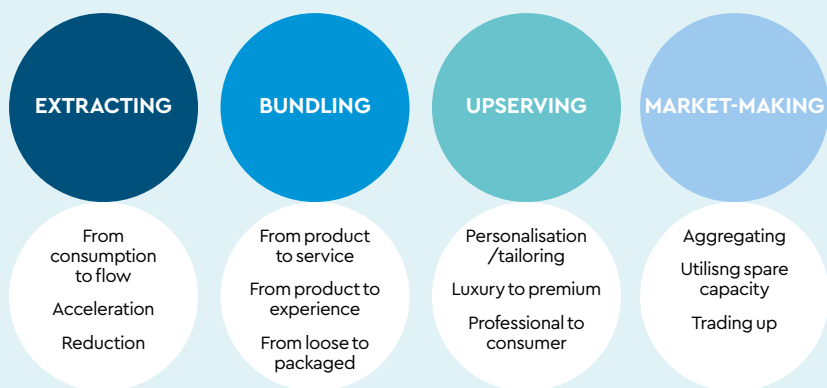 EXTRACTING
BUNDLING
UPSERVING
MARKET-MAKING
From
consumption
to flow
Acceleration
Reduction
From product
to service
From product to
experience
From loose to
packaged
Personalisation
/tailoring
Luxury to premium
Professional to
consumer
Aggregating
Utilisng spare
capacity
Trading up